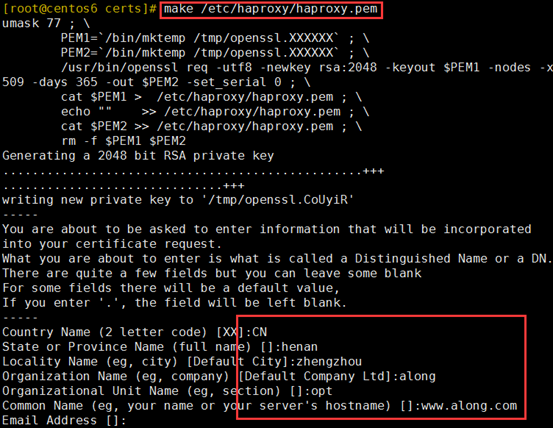 [root@centos6 certs]# make /etc/haproxy/haproxy.pem
umask 77 ; \
PEM1=`/bin/mktemp /tmp/openssl.XXXXXX` ; \
PEM2=`/bin/mktemp /tmp/openssl.XXXXXX` ; \
/usr/bin/openssl req -utf8 -newkey rsa:2048 -keyout $PEM1 -nodes -x
509 -days 365 -out $PEM2 -set_serial 0 ; \
cat $PEM1 >  /etc/haproxy/haproxy.pem ; \
echo ""    >> /etc/haproxy/haproxy.pem ; \
cat $PEM2 >> /etc/haproxy/haproxy.pem ; \
rm -f $PEM1 $PEM2
Generating a 2048 bit RSA private key
..................................................+++
..............................+++
writing new private key to '/tmp/openssl.CoUyiR'
-----
You are about to be asked to enter information that will be incorporated
into your certificate request.
What you are about to enter is what is called a Distinguished Name or a DN.
There are quite a few fields but you can leave some blank
For some fields there will be a default value,
If you enter '.', the field will be left blank.
-----
Country Name (2 letter code) [XX]:CN
State or Province Name (full name) []:henan
Locality Name (eg, city) [Default City]:zhengzhou
Organization Name (eg, company) [Default Company Ltd]:along
Organizational Unit Name (eg, section) []:opt
Common Name (eg, your name or your server's hostname) []:www.along.com
Email Address []: